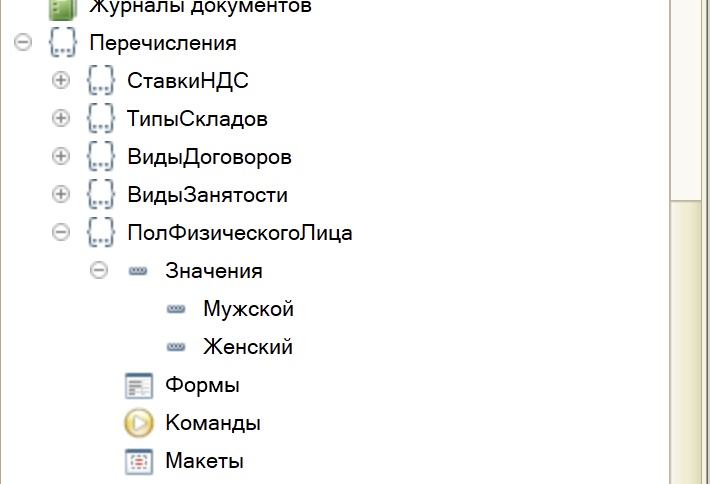 Журналы документов
Перечисления
СтавкиНДС
ТипыСкладов
ВидыДоговоров
ВидыЗанятости
ПолФизическогоЛица
Значения
Мужской
Женский
Формы
Команды
Макеты